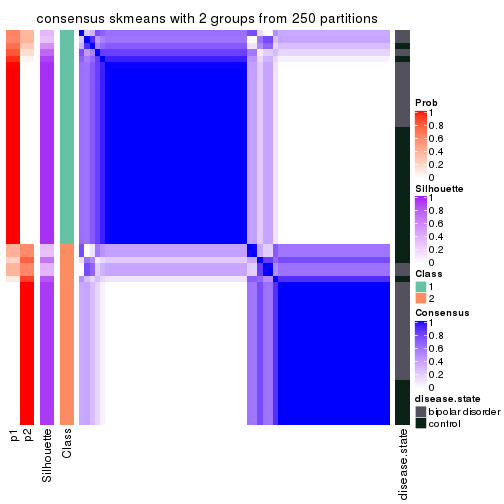 consensus skmeans with 2 groups from 250 partitions
Prob
1
0.8
0.6
0.4
0.2
0
Silhouette
1
0.8
0.6
0.4
0.2
0
Class
1
2
Consensus
1
0.8
0.6
0.4
0.2
0
disease.state
bipolar disorder
control
p1
p2
Silhouette
Class
disease.state